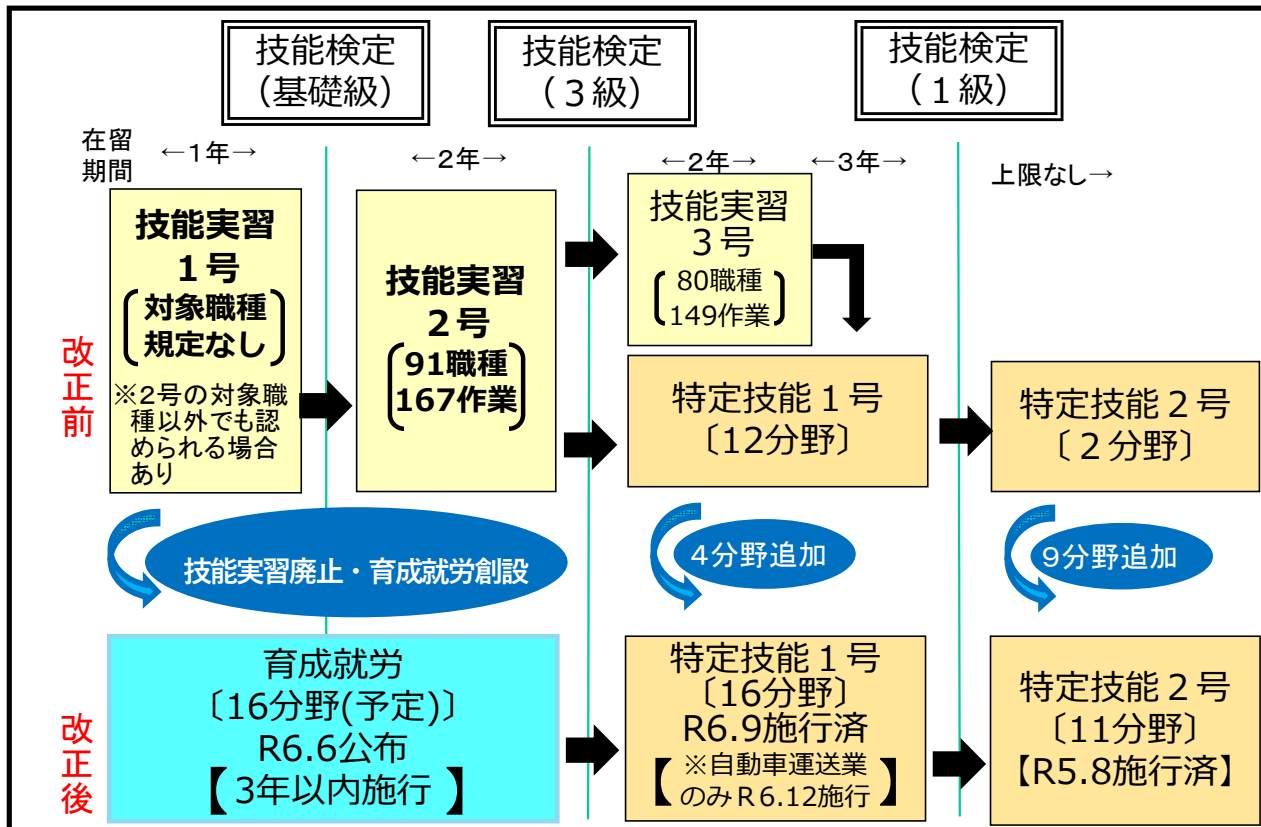 技能検定
（基礎級）
技能検定
（３級）
技能検定
（１級）
在留
期間
←1年→
←2年→
←2年→
←3年→
上限なし→
改正前
技能実習
１号
対象職種
規定なし
※2号の対象職
種以外でも認
められる場合
あり
技能実習
２号
91職種
167作業
技能実習
３号
80職種
149作業
特定技能１号
〔12分野〕
特定技能２号
〔２分野〕
技能実習廃止・育成就労創設
4分野追加
9分野追加
改正後
育成就労
〔16分野(予定)〕
R6.6公布
【3年以内施行】
特定技能１号
〔16分野〕
R6.9施行済
【※自動車運送業
のみＲ6.12施行】
特定技能２号
〔11分野〕
【R5.8施行済】